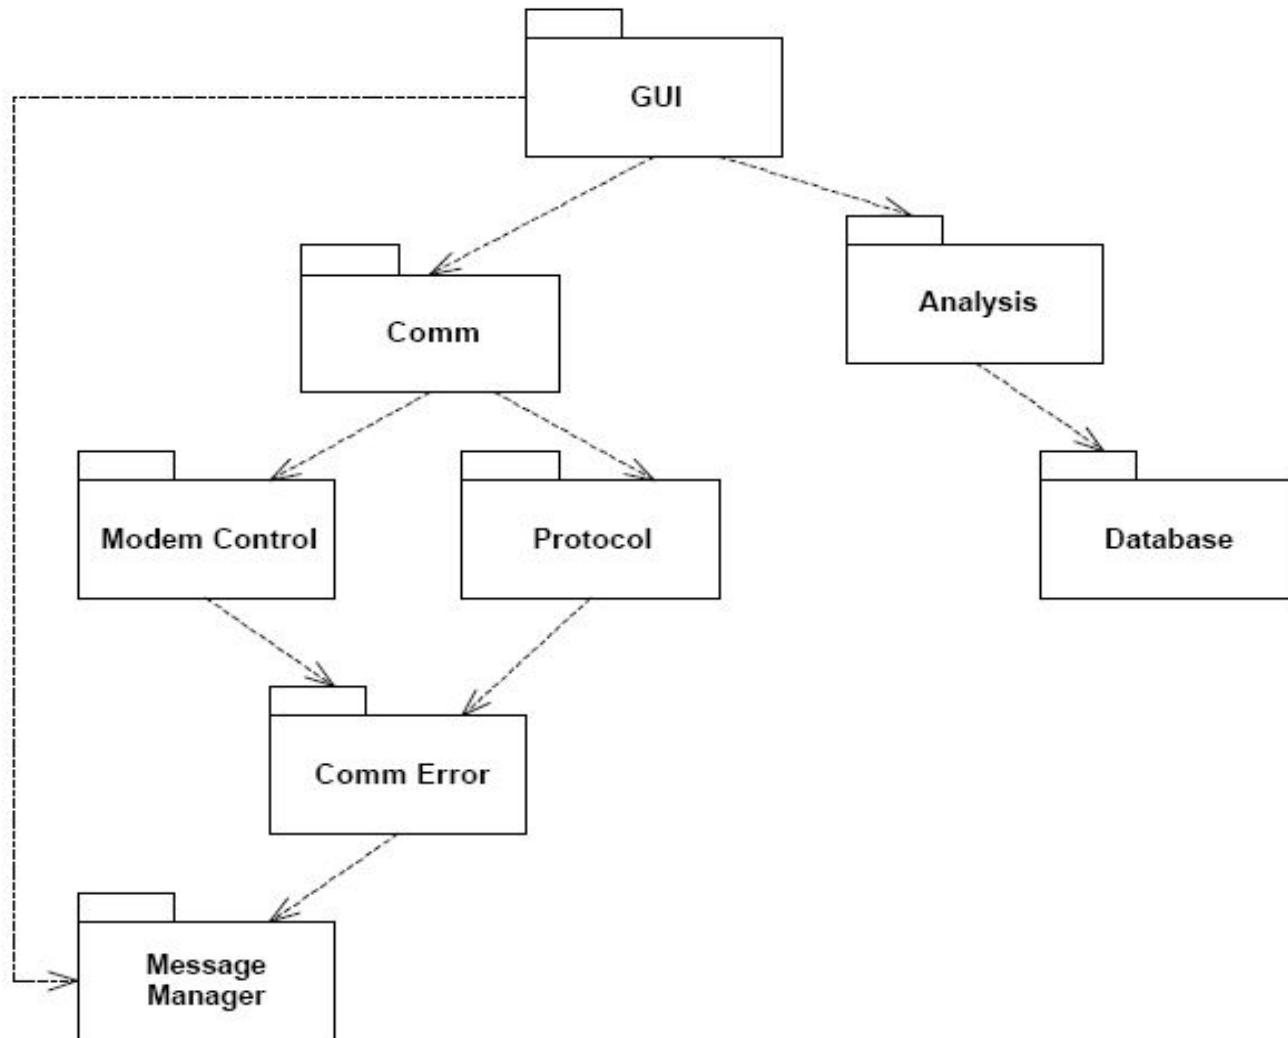 GUI
Analysis
Comm
Modem Control
Protocol
Database
Comm Error
Message
Manager